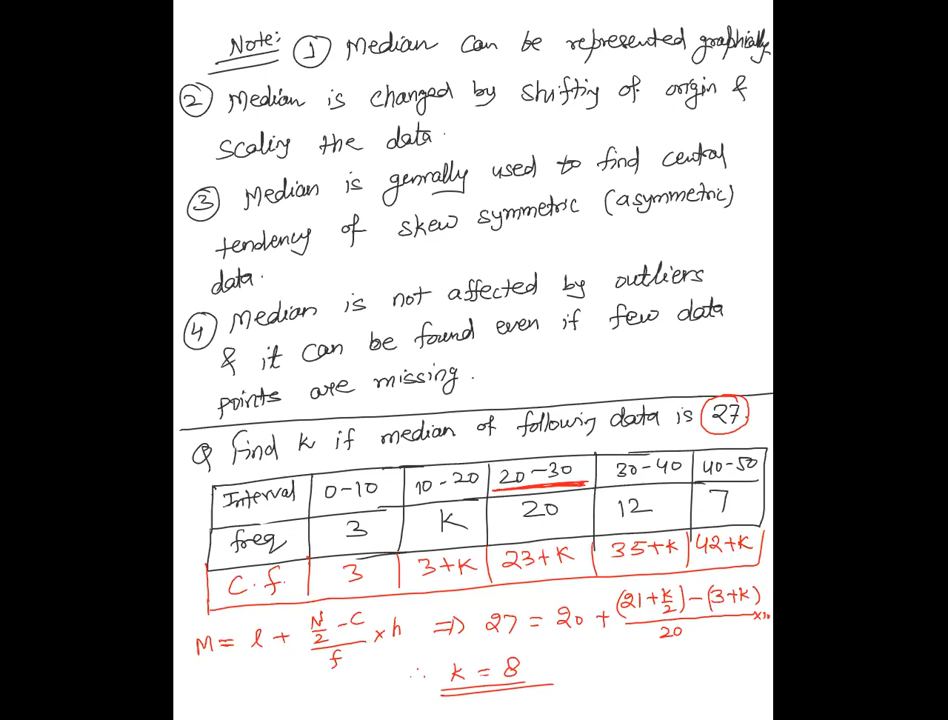 Note: ① Median can be represented graphially
② Median is changed by shifting of origin &
scaling the data.
③ Median is genrally used to find central
tendency of skew symmetric (asymmetric)
data.
④ Median is not affected by outliers
& it can be found even if few data
points are missing.
Q Find k if median of following data is 27
Interval 0-10 10-20 20-30 30-40 40-50
freq 3 K 20 12 7
C.f. 3 3+K 23+K 35+K 42+K
M = l + (N/2 - C)/f × h ⇒ 27 = 20 + ((21+k/2) - (3+k))/20 ×10
∴ k = 8